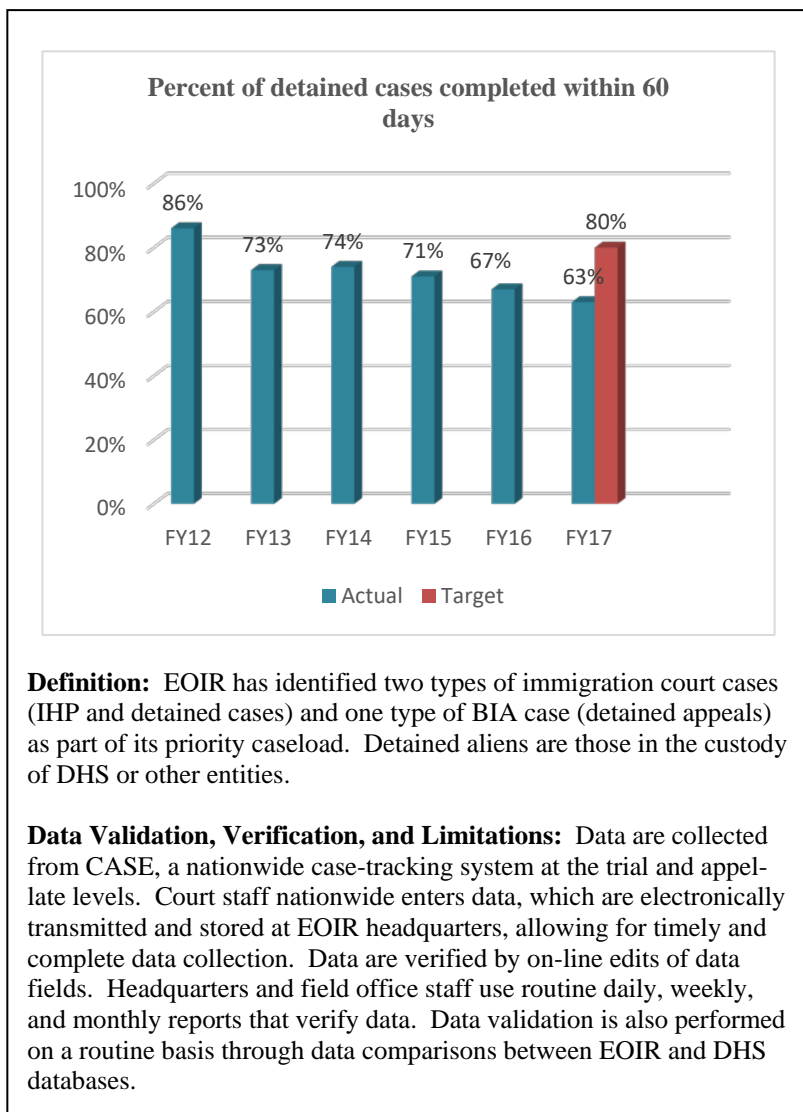 Percent of detained cases completed within 60
days
100%
80%
60%
40%
20%
0%
86%
73%
74%
71%
67%
63%
80%
FY12 FY13 FY14 FY15 FY16 FY17
Actual Target
Definition: EOIR has identified two types of immigration court cases
(IHP and detained cases) and one type of BIA case (detained appeals)
as part of its priority caseload. Detained aliens are those in the custody
of DHS or other entities.
Data Validation, Verification, and Limitations: Data are collected
from CASE, a nationwide case-tracking system at the trial and appel-
late levels. Court staff nationwide enters data, which are electronically
transmitted and stored at EOIR headquarters, allowing for timely and
complete data collection. Data are verified by on-line edits of data
fields. Headquarters and field office staff use routine daily, weekly,
and monthly reports that verify data. Data validation is also performed
on a routine basis through data comparisons between EOIR and DHS
databases.